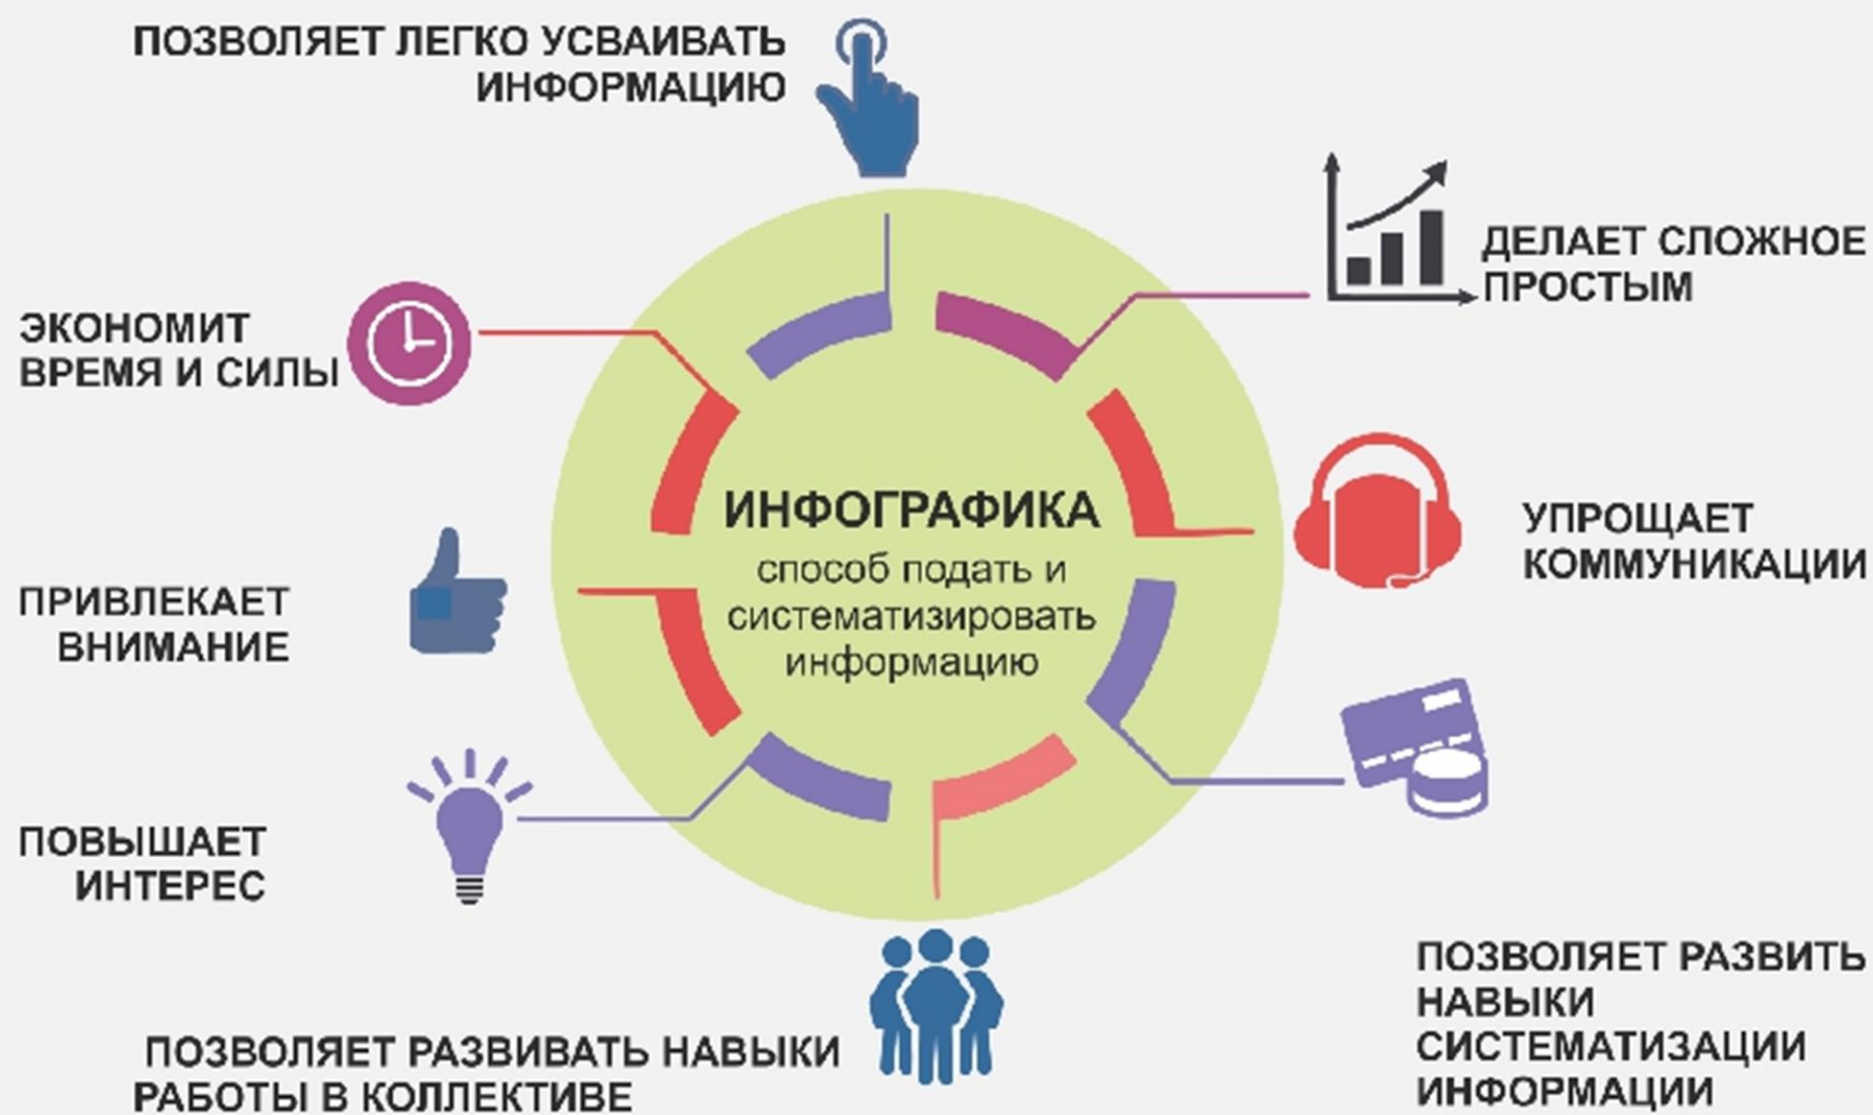 ПОЗВОЛЯЕТ ЛЕГКО УСВАИВАТЬ
ИНФОРМАЦИЮ
ДЕЛАЕТ СЛОЖНОЕ
ПРОСТЫМ
ЭКОНОМИТ
ВРЕМЯ И СИЛЫ
ИНФОГРАФИКА
способ подать и
систематизировать
информацию
УПРОЩАЕТ
КОММУНИКАЦИИ
ПРИВЛЕКАЕТ
ВНИМАНИЕ
ПОВЫШАЕТ
ИНТЕРЕС
ПОЗВОЛЯЕТ РАЗВИТЬ
НАВЫКИ
СИСТЕМАТИЗАЦИИ
ИНФОРМАЦИИ
ПОЗВОЛЯЕТ РАЗВИВАТЬ НАВЫКИ
РАБОТЫ В КОЛЛЕКТИВЕ